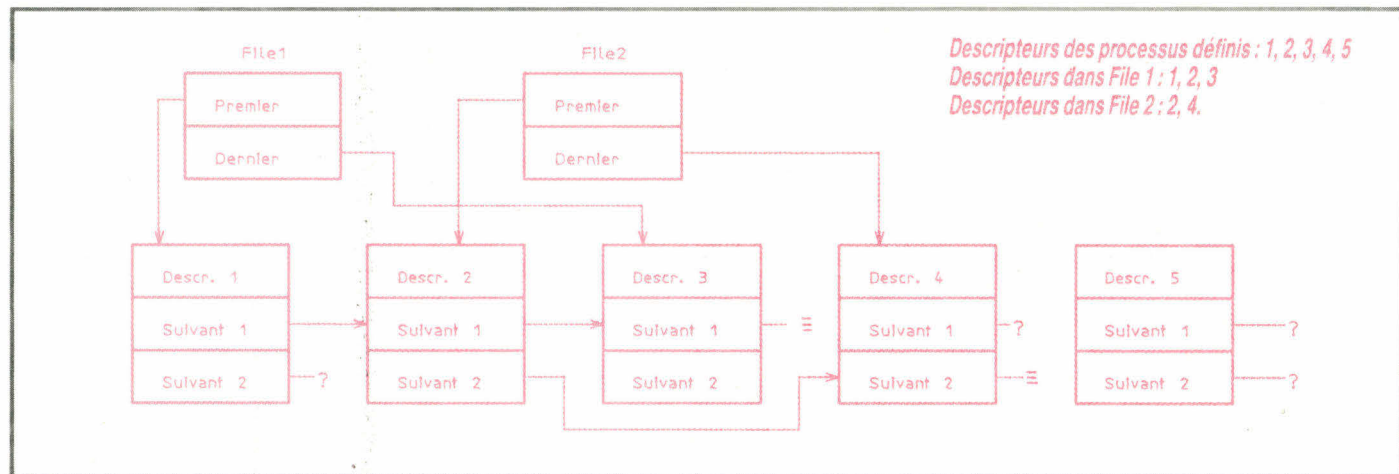 File1
File2
Descripteurs des processus définis : 1, 2, 3, 4, 5
Descripteurs dans File 1 : 1, 2, 3
Descripteurs dans File 2 : 2, 4.
Premier
Premier
Dernier
Dernier
Descr. 1
Descr. 2
Descr. 3
Descr. 4
Descr. 5
Suivant 1
Suivant 1
Suivant 1
Suivant 1 ?
Suivant 1 ?
Suivant 2 ?
Suivant 2
Suivant 2
Suivant 2
Suivant 2 ?